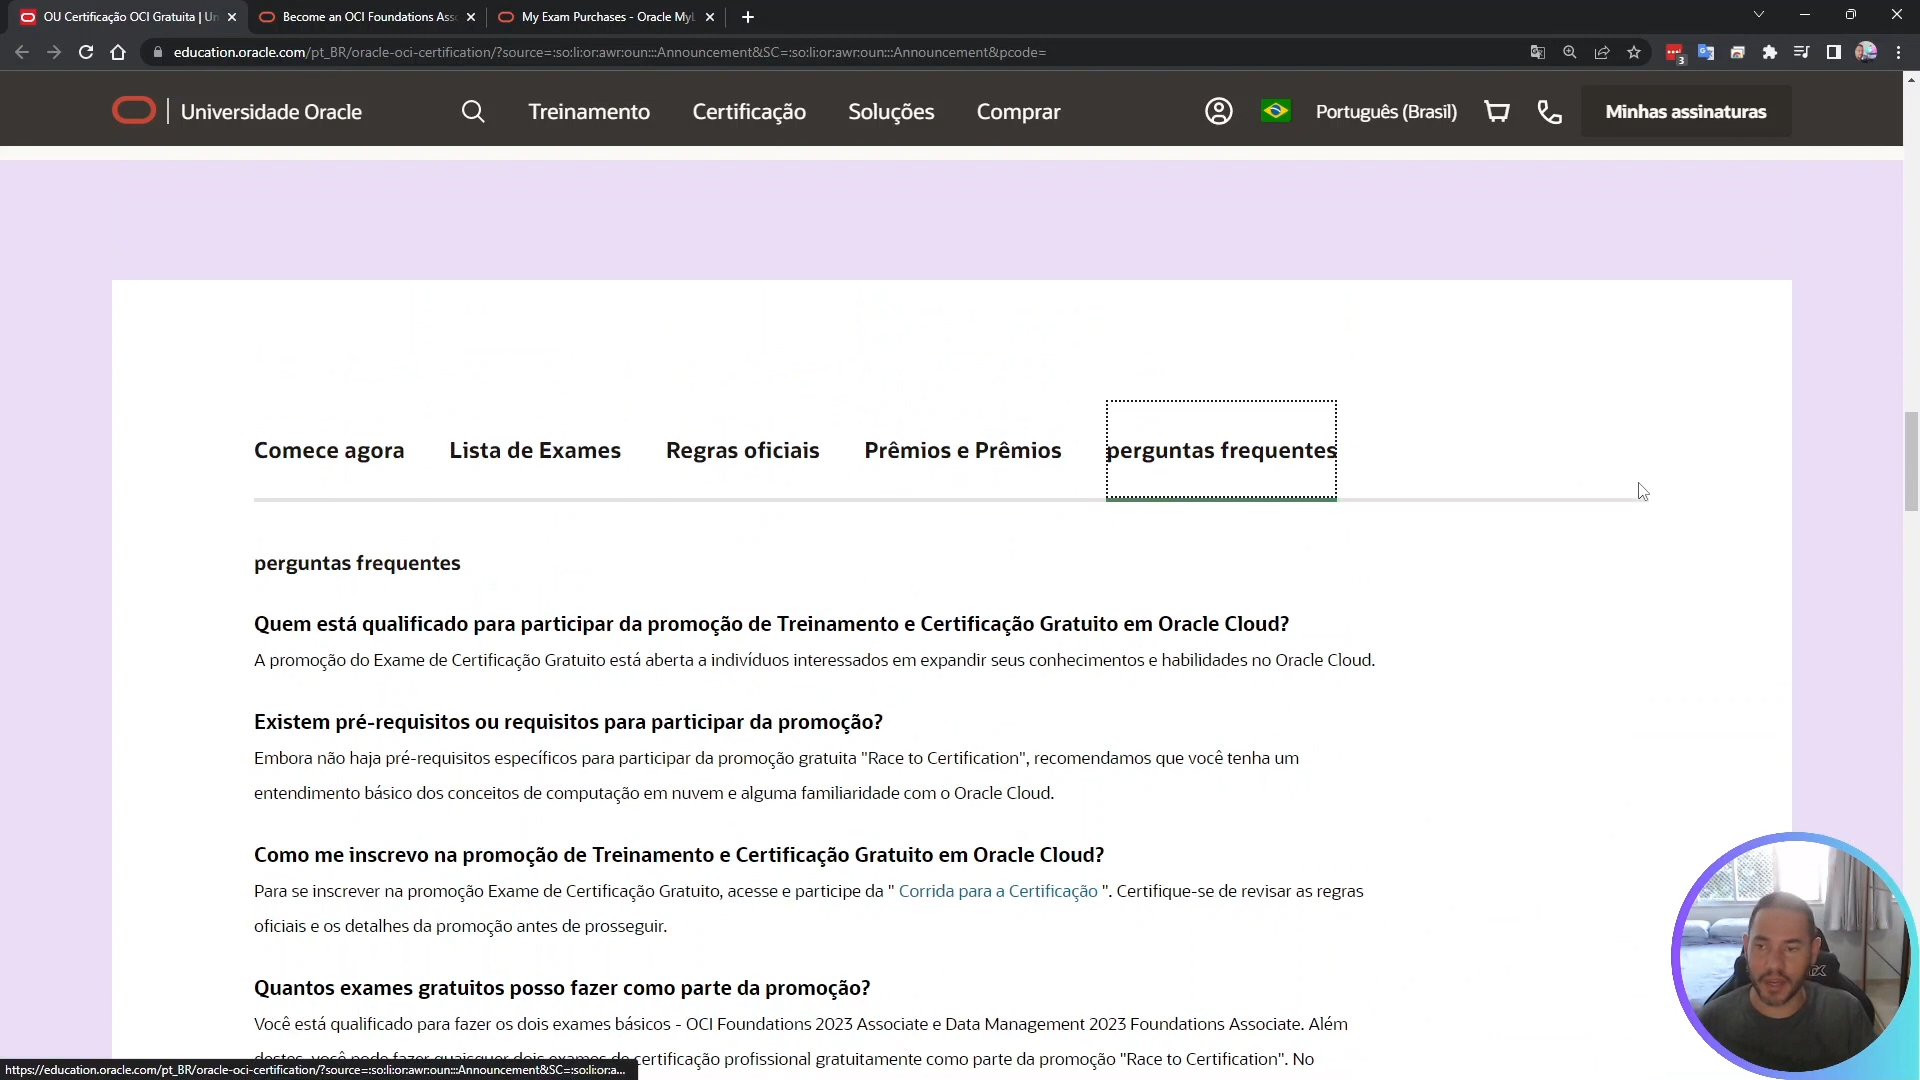 OU Certificação OCI Gratuita | Un
Become an OCI Foundations Asso
My Exam Purchases - Oracle MyL
education.oracle.com/pt_BR/oracle-oci-certification/?source=:so:li:or:awr:oun:::Announcement&SC=:so:li:or:awr:oun:::Announcement&pcode=
3
Universidade Oracle
Treinamento
Certificação
Soluções
Comprar
Português (Brasil)
Minhas assinaturas
Comece agora
Lista de Exames
Regras oficiais
Prêmios e Prêmios
perguntas frequentes
perguntas frequentes
Quem está qualificado para participar da promoção de Treinamento e Certificação Gratuito em Oracle Cloud?
A promoção do Exame de Certificação Gratuito está aberta a indivíduos interessados em expandir seus conhecimentos e habilidades no Oracle Cloud.
Existem pré-requisitos ou requisitos para participar da promoção?
Embora não haja pré-requisitos específicos para participar da promoção gratuita "Race to Certification", recomendamos que você tenha um
entendimento básico dos conceitos de computação em nuvem e alguma familiaridade com o Oracle Cloud.
Como me inscrevo na promoção de Treinamento e Certificação Gratuito em Oracle Cloud?
Para se inscrever na promoção Exame de Certificação Gratuito, acesse e participe da " Corrida para a Certificação ". Certifique-se de revisar as regras
oficiais e os detalhes da promoção antes de prosseguir.
Quantos exames gratuitos posso fazer como parte da promoção?
Você está qualificado para fazer os dois exames básicos - OCI Foundations 2023 Associate e Data Management 2023 Foundations Associate. Além
destes, você pode fazer quaisquer dois exames de certificação profissional gratuitamente como parte da promoção "Race to Certification". No
https://education.oracle.com/pt_BR/oracle-oci-certification/?source=:so:li:or:awr:oun:::Announcement&SC=:so:li:or:a...